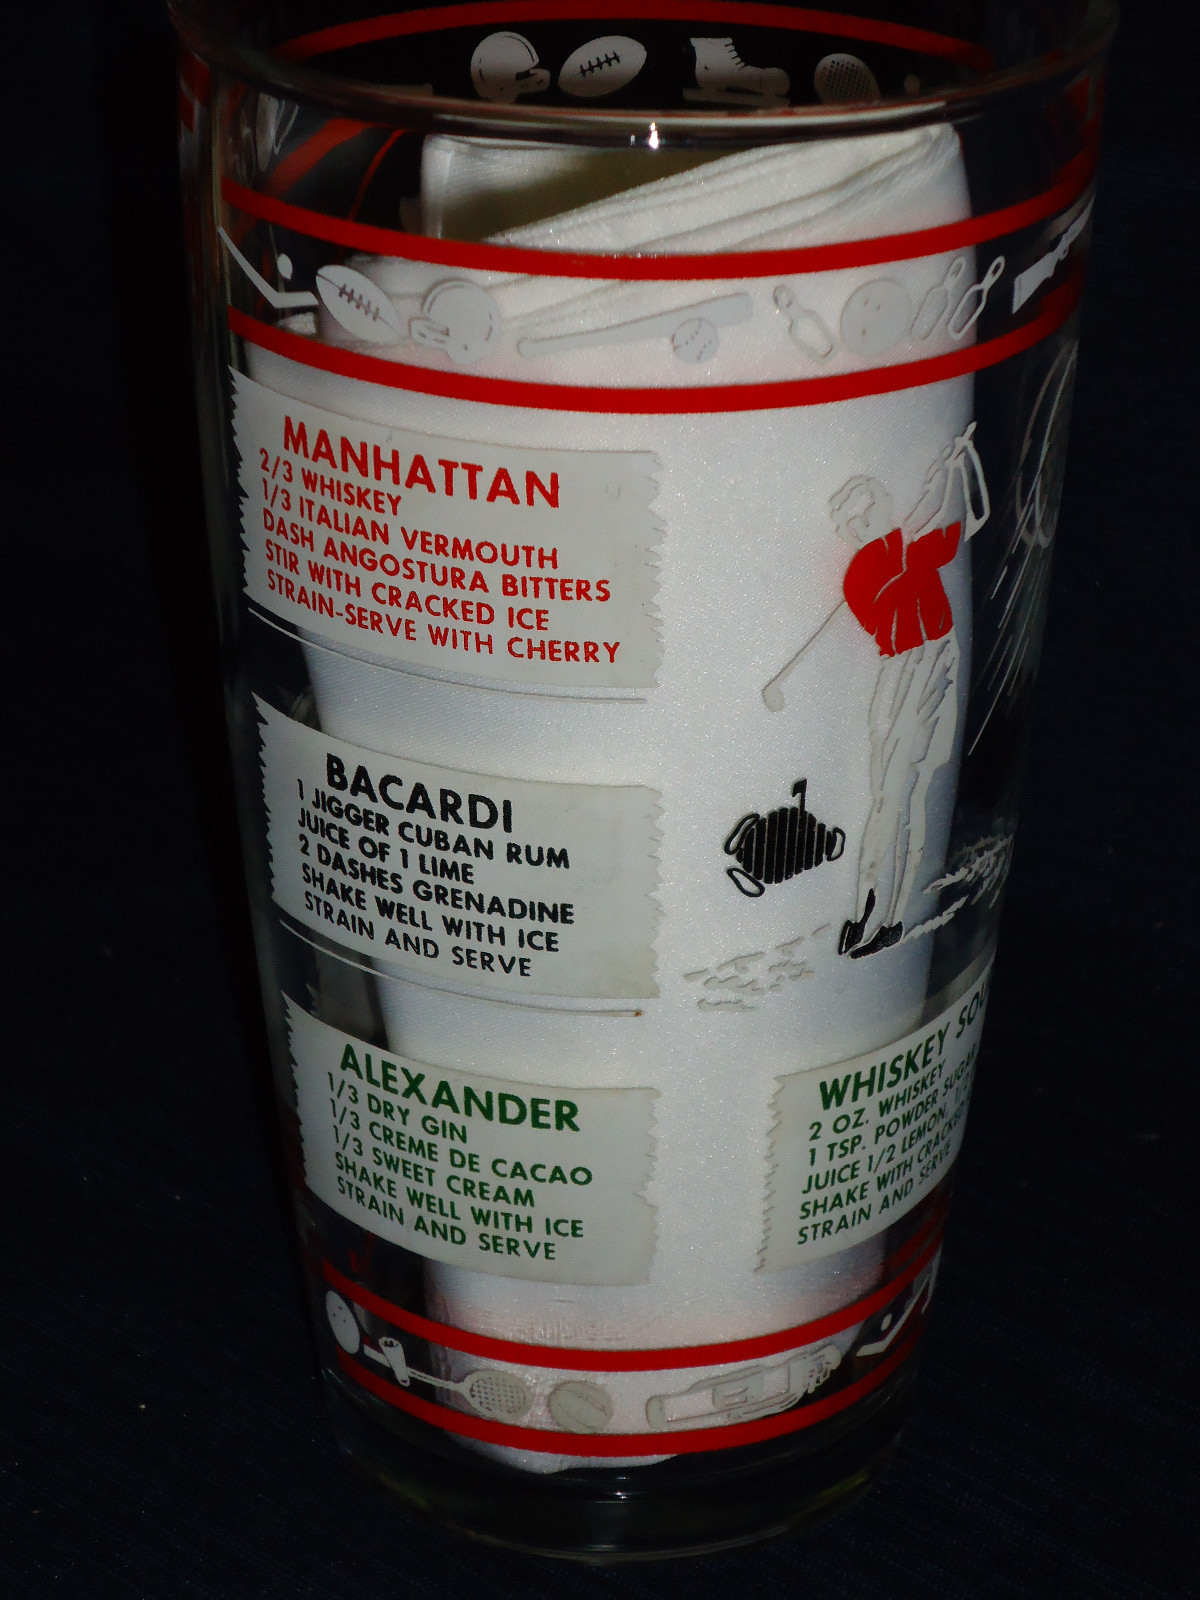 MANHATTAN
2/3 WHISKEY
1/3 ITALIAN VERMOUTH
DASH ANGOSTURA BITTERS
STIR WITH CRACKED ICE
STRAIN-SERVE WITH CHERRY
BACARDI
1 JIGGER CUBAN RUM
JUICE OF 1 LIME
2 DASHES GRENADINE
SHAKE WELL WITH ICE
STRAIN AND SERVE
ALEXANDER
1/3 DRY GIN
1/3 CREME DE CACAO
1/3 SWEET CREAM
SHAKE WELL WITH ICE
STRAIN AND SERVE
WHISKEY
2 OZ. WHISKEY
1 TSP. POWDER SUGAR
JUICE 1/2 LEMON,
SHAKE WITH
STRAIN AND SERVE